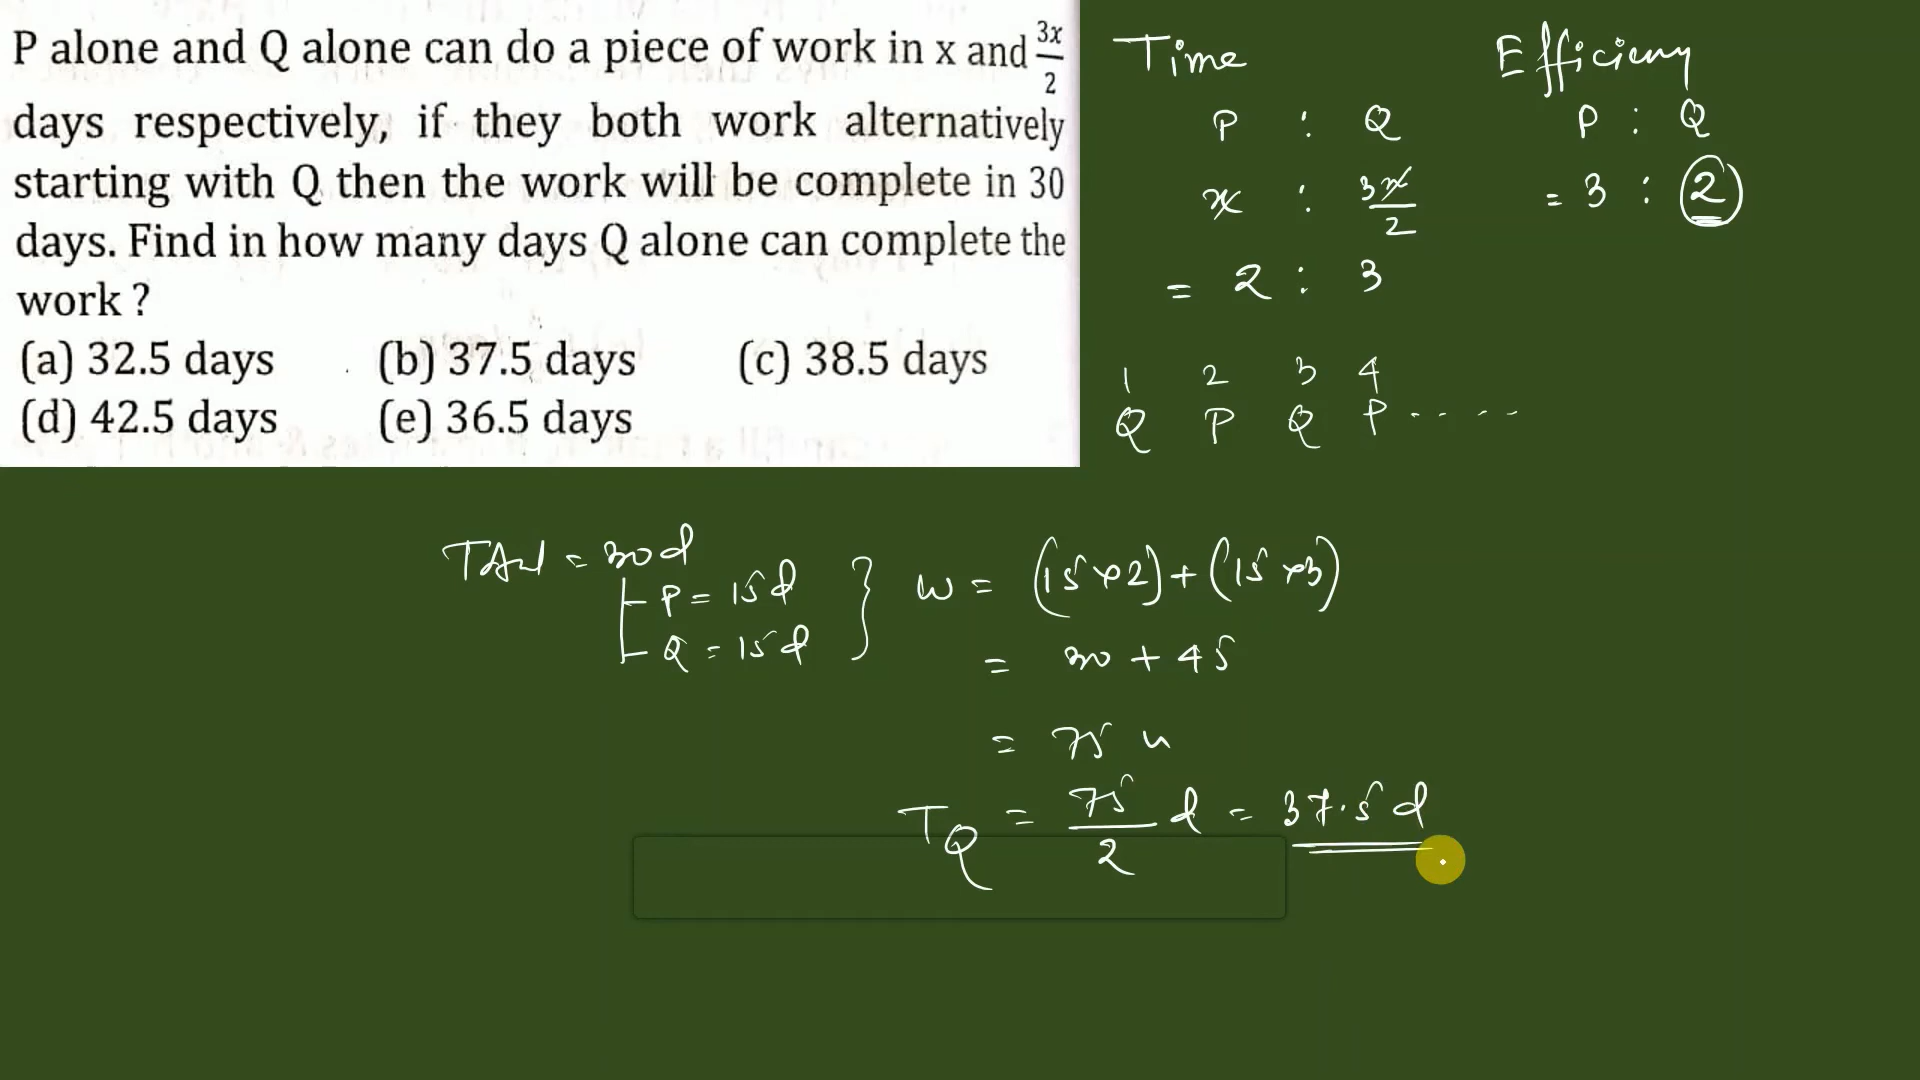 P alone and Q alone can do a piece of work in x and 3x/2
days respectively, if they both work alternatively
starting with Q then the work will be complete in 30
days. Find in how many days Q alone can complete the
work ?
(a) 32.5 days (b) 37.5 days (c) 38.5 days
(d) 42.5 days (e) 36.5 days
Time Efficiency
P : Q P : Q
x : 3x/2 = 3 : 2
= 2 : 3
1 2 3 4
Q P Q P .....
= 30d
P = 15d
Q = 15d
W = (15×2)+(15×3)
= 30 + 45
= 75 u
TQ = 75/2 d = 37.5 d